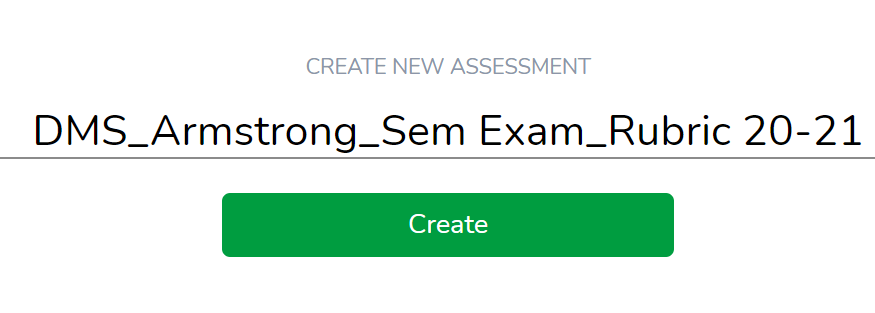 CREATE NEW ASSESSMENT
DMS_Armstrong_Sem Exam_Rubric 20-21
Create